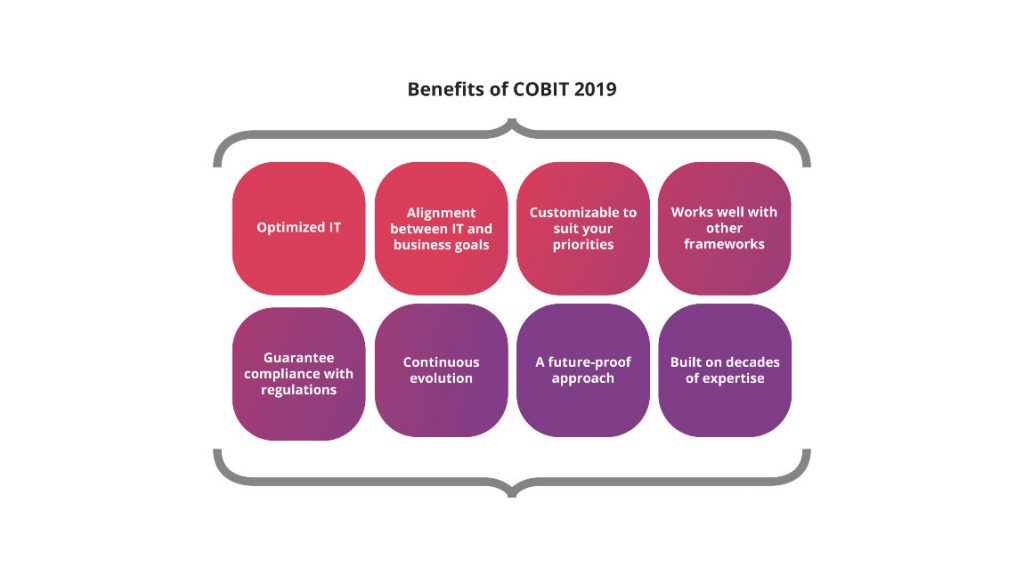 Benefits of COBIT 2019
Optimized IT
Alignment
between IT and
business goals
Customizable to
suit your
priorities
Works well with
other
frameworks
Guarantee
compliance with
regulations
Continuous
evolution
A future-proof
approach
Built on decades
of expertise